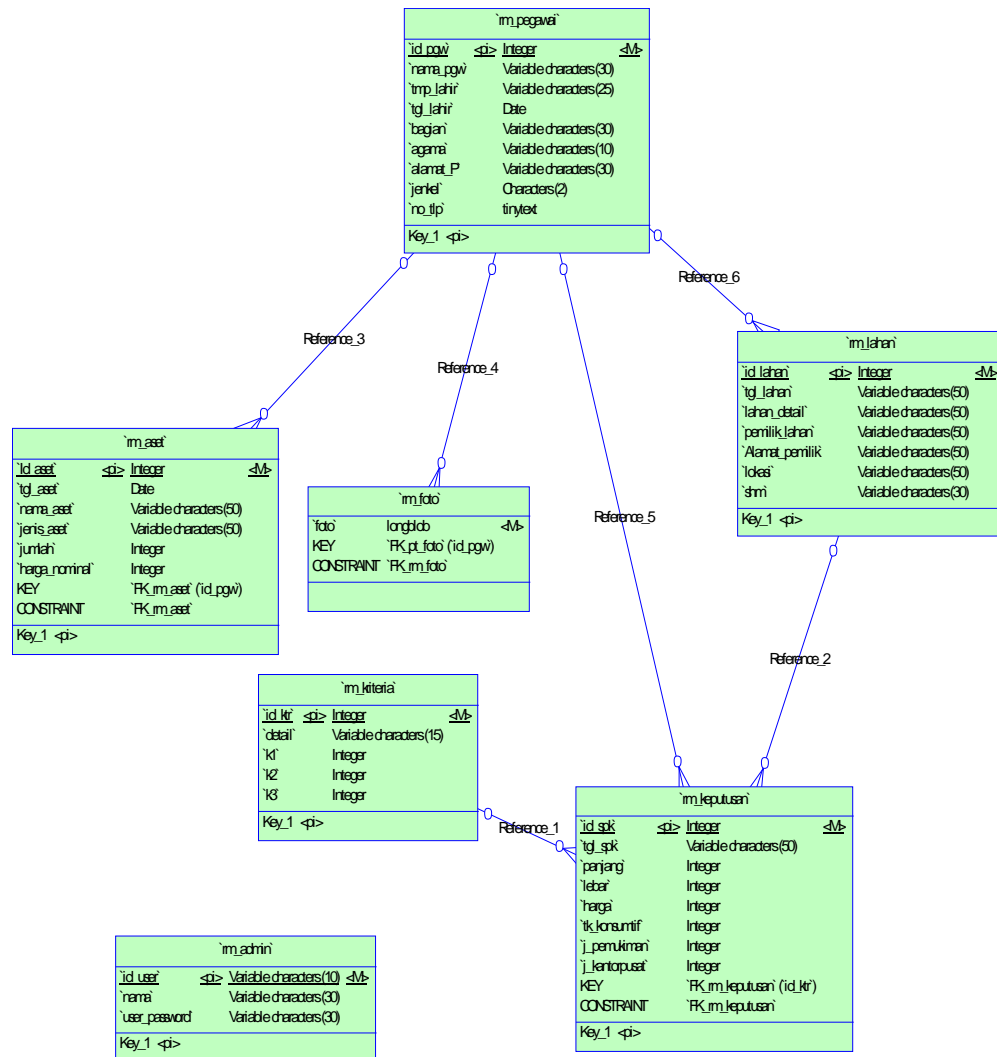 `rm_pegawai`
`id_pgw` <pi> Integer <M>
`nama_pgw` Variable characters (30)
`tmp_lahir` Variable characters (25)
`tgl_lahir` Date
`bagian` Variable characters (30)
`agama` Variable characters (10)
`alamat_P` Variable characters (30)
`jenkel` Characters (2)
`no_tlp` tinytext
Key_1 <pi>
Reference_6
Reference_3
Reference_4
Reference_5
`rm_lahan`
`id_lahan` <pi> Integer <M>
`tgl_lahan` Variable characters (50)
`lahan_detail` Variable characters (50)
`pemilik_lahan` Variable characters (50)
`Alamat_pemilik` Variable characters (50)
`lokasi` Variable characters (50)
`shm` Variable characters (30)
Key_1 <pi>
`rm_aset`
`Id_aset` <pi> Integer <M>
`tgl_aset` Date
`nama_aset` Variable characters (50)
`jenis_aset` Variable characters (50)
`jumlah` Integer
`harga_nominal` Integer
KEY `FK_rm_aset` (`id_pgw`)
CONSTRAINT `FK_rm_aset`
Key_1 <pi>
`rm_foto`
`foto` longblob <M>
KEY `FK_pt_foto` (`id_pgw`)
CONSTRAINT `FK_rm_foto`
Reference_2
`rm_kriteria`
`id_ktr` <pi> Integer <M>
`detail` Variable characters (15)
`k1` Integer
`k2` Integer
`k3` Integer
Key_1 <pi>
Reference_1
`rm_keputusan`
`id_spk` <pi> Integer <M>
`tgl_spk` Variable characters (50)
`panjang` Integer
`lebar` Integer
`harga` Integer
`tk_konsumtif` Integer
`j_pemukiman` Integer
`j_kantorpusat` Integer
KEY `FK_rm_keputusan` (`id_ktr`)
CONSTRAINT `FK_rm_keputusan`
Key_1 <pi>
`rm_admin`
`id_user` <pi> Variable characters (10) <M>
`nama` Variable characters (30)
`user_password` Variable characters (30)
Key_1 <pi>